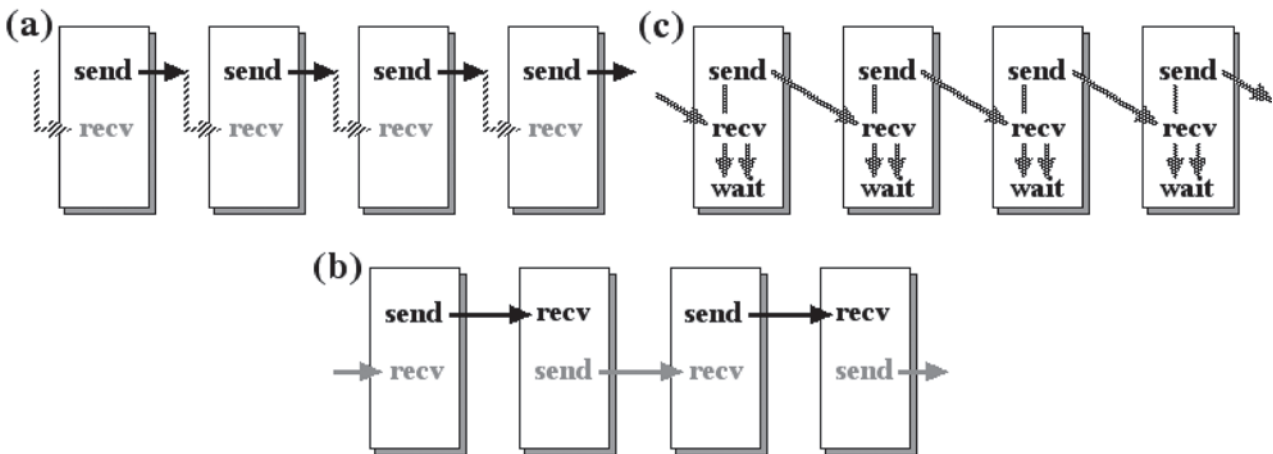 (a)
send send send send
recv recv recv recv
(c)
send send send send
recv recv recv recv
wait wait wait wait
(b)
send recv send recv
recv send recv send